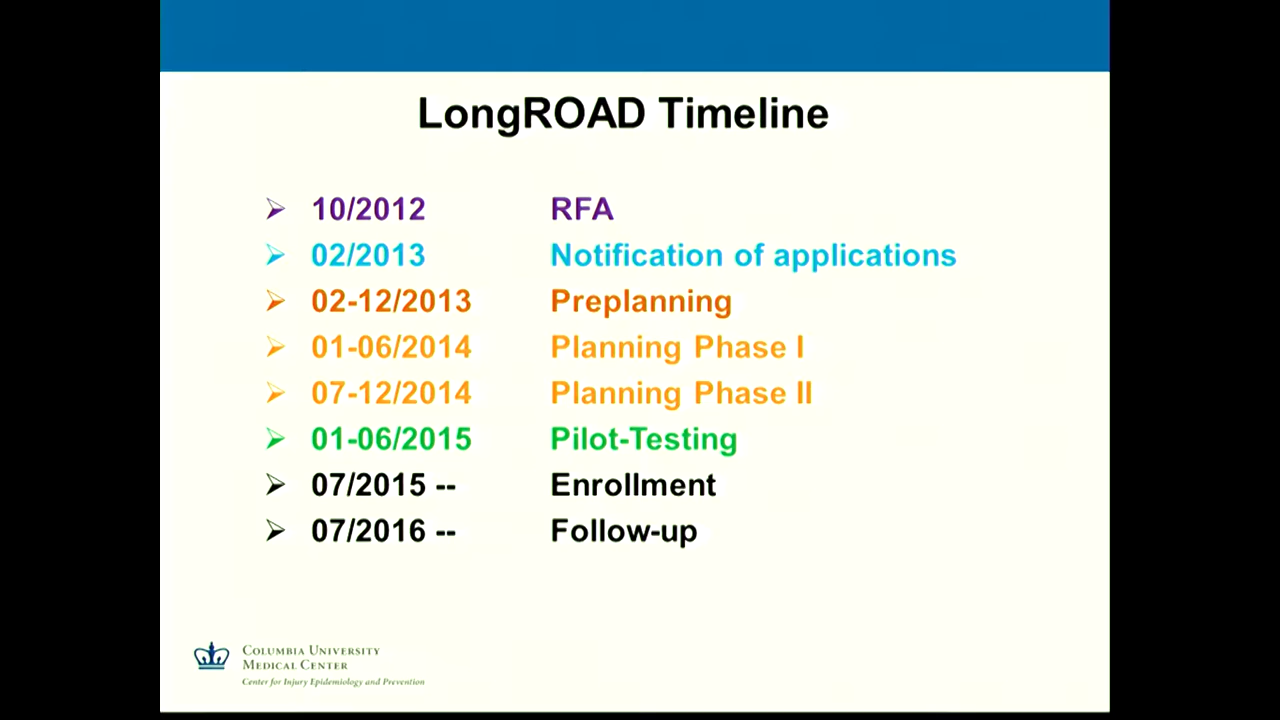 LongROAD Timeline
10/2012 RFA
02/2013 Notification of applications
02-12/2013 Preplanning
01-06/2014 Planning Phase I
07-12/2014 Planning Phase II
01-06/2015 Pilot-Testing
07/2015 -- Enrollment
07/2016 -- Follow-up
COLUMBIA UNIVERSITY
MEDICAL CENTER
Center for Injury Epidemiology and Prevention